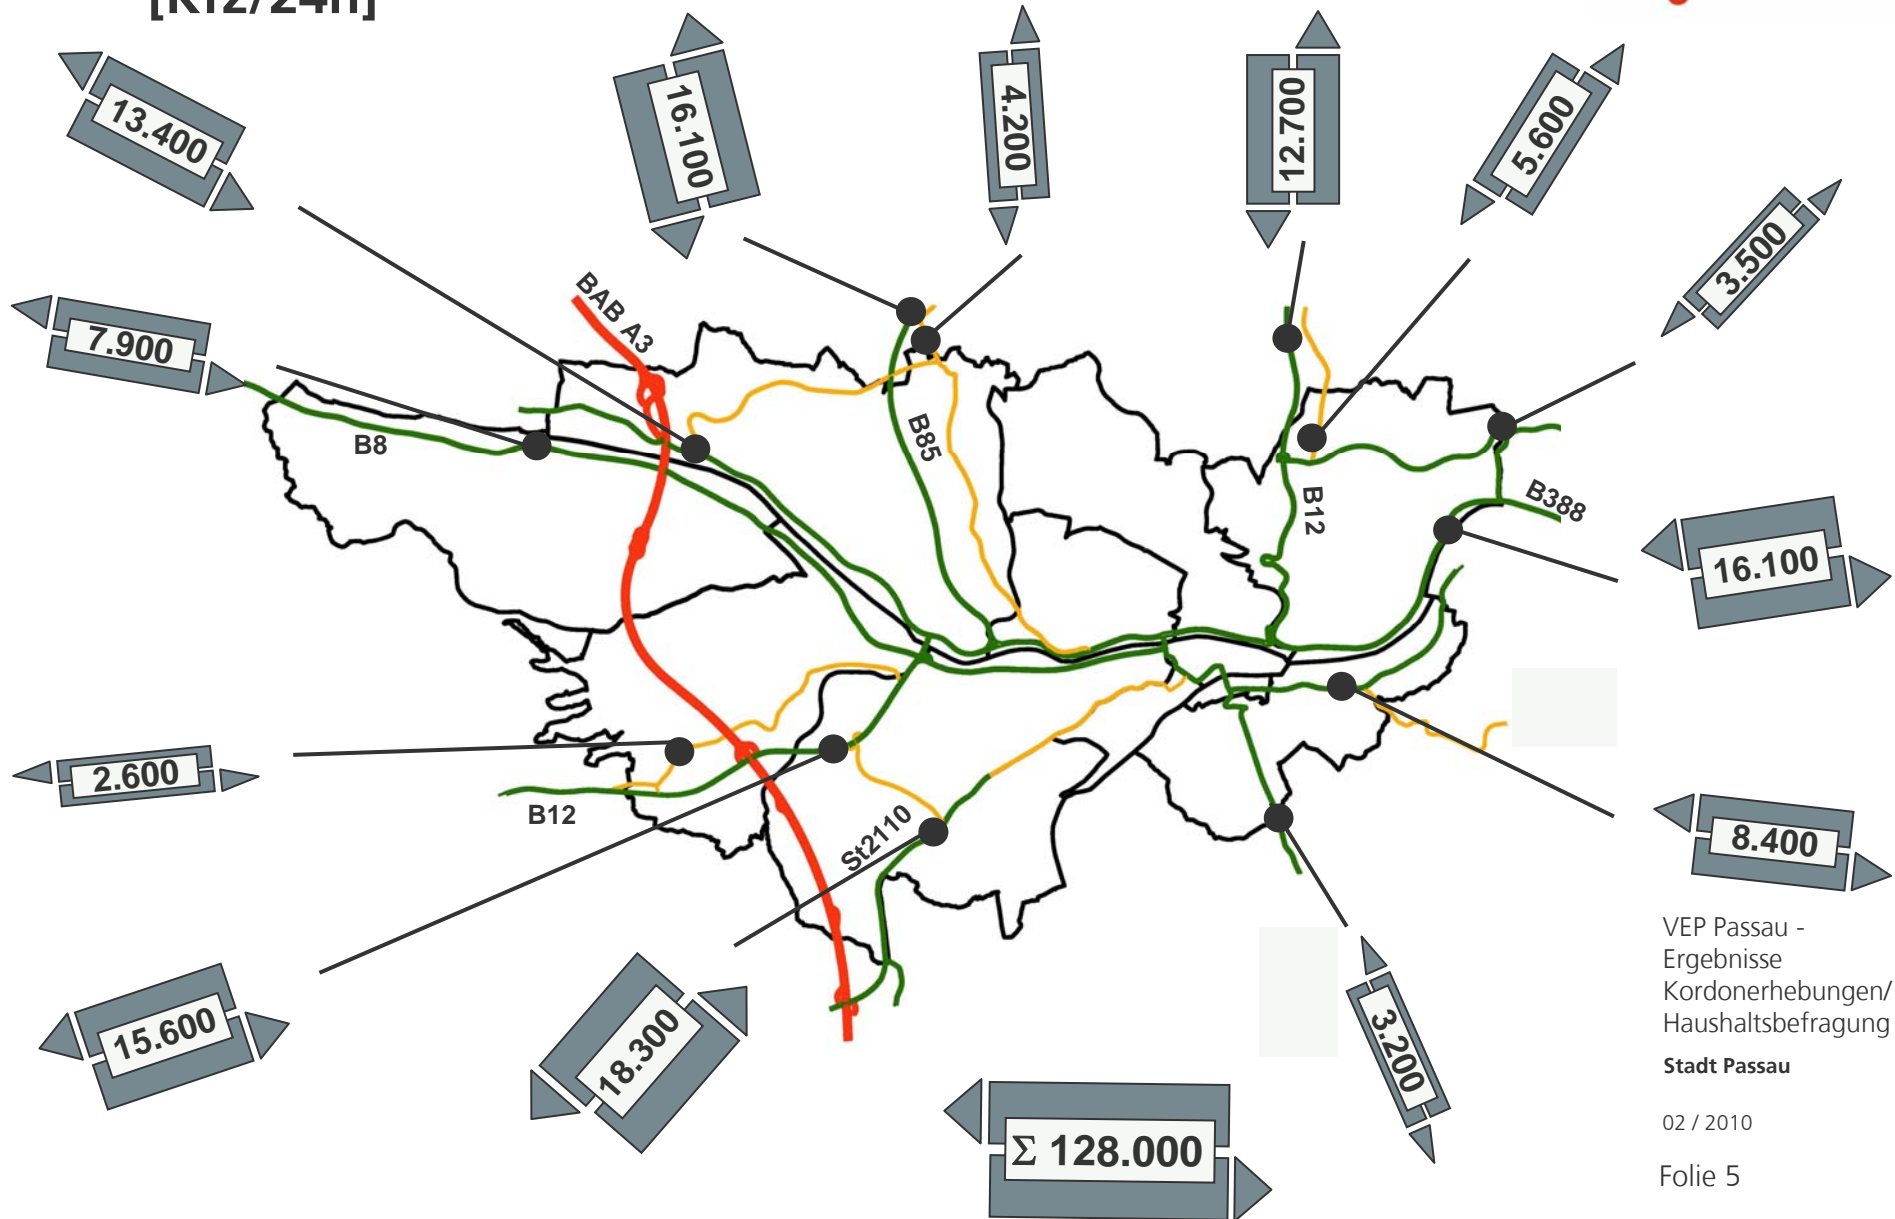 [Kfz/24h]
13.400
16.100
4.200
12.700
5.600
3.500
7.900
BAB A3
B8
B85
B12
B388
16.100
2.600
B12
St2110
8.400
15.600
18.300
3.200
Σ 128.000
VEP Passau -
Ergebnisse
Kordonerhebungen/
Haushaltsbefragung
Stadt Passau
02 / 2010
Folie 5